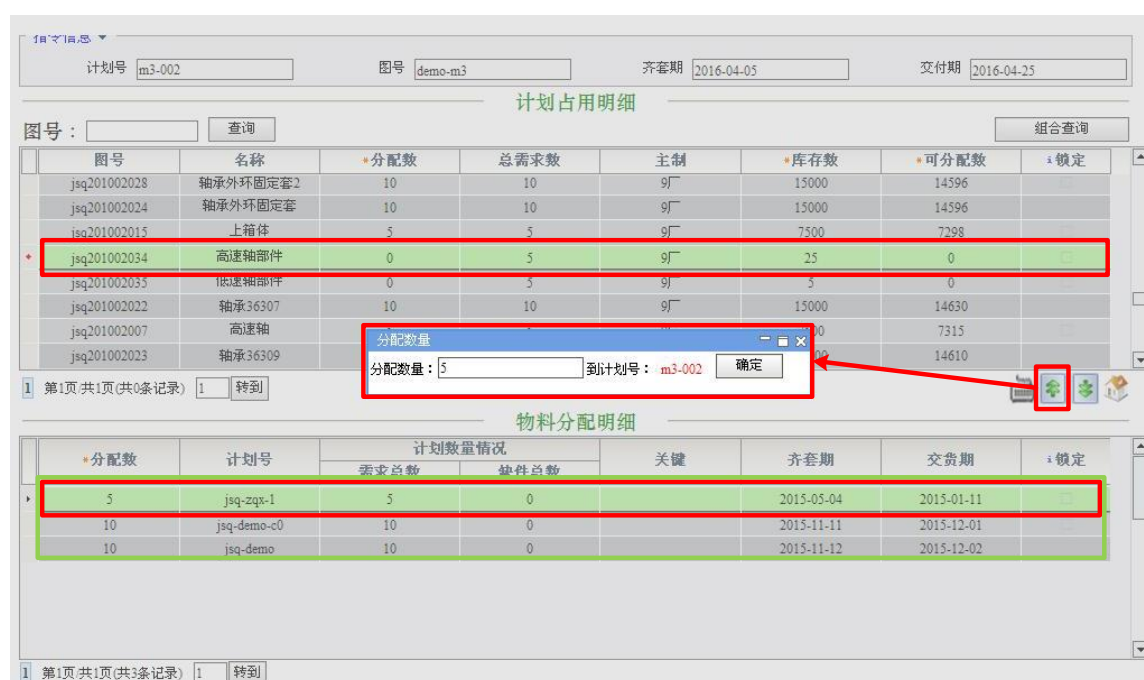 指令信息
计划号 m3-002 图号 demo-m3 齐套期 2016-04-05 交付期 2016-04-25
计划占用明细
图号： 查询 组合查询
图号 名称 *分配数 总需求数 主制 *库存数 *可分配数 锁定
jsq201002028 轴承外环固定套2 10 10 9厂 15000 14596
jsq201002024 轴承外环固定套 10 10 9厂 15000 14596
jsq201002015 上箱体 5 5 9厂 7500 7298
* jsq201002034 高速轴部件 0 5 9厂 25 0
jsq201002035 低速轴部件 0 5 9厂 5 0
jsq201002022 轴承36307 10 10 9厂 15000 14630
jsq201002007 高速轴 7315
jsq201002023 轴承36309 14610
分配数量
分配数量：5 到计划号： m3-002 确定
1 第1页/共1页(共0条记录) 1 转到
物料分配明细
*分配数 计划号 计划数量情况 关键 齐套期 交货期 锁定
需求总数 缺件总数
5 jsq-zqx-1 5 0 2015-05-04 2015-01-11
10 jsq-demo-c0 10 0 2015-11-11 2015-12-01
10 jsq-demo 10 0 2015-11-12 2015-12-02
1 第1页/共1页(共3条记录) 1 转到